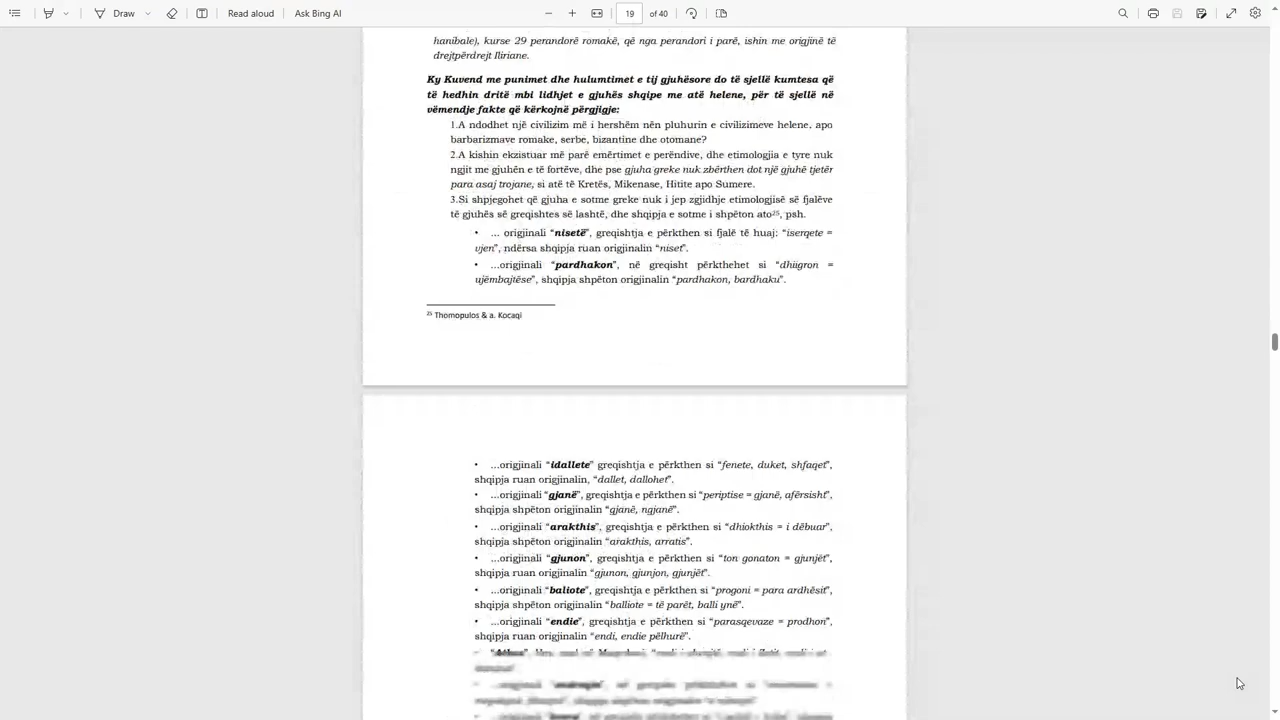 Draw
Read aloud
Ask Bing AI
19
of 40
hanibale), kurse 29 perandorë romakë, që nga perandori i parë, ishin me origjinë të
drejtpërdrejt Iliriane.
Ky Kuvend me punimet dhe hulumtimet e tij gjuhësore do të sjellë kumtesa që
të hedhin dritë mbi lidhjet e gjuhës shqipe me atë helene, për të sjellë në
vëmendje fakte që kërkojnë përgjigje:
1.A ndodhet një civilizim më i hershëm nën pluhurin e civilizimeve helene, apo
barbarizmave romake, serbe, bizantine dhe otomane?
2.A kishin ekzistuar më parë emërtimet e perëndive, dhe etimologjia e tyre nuk
ngjit me gjuhën e të fortëve, dhe pse gjuha greke nuk zbërthen dot një gjuhë tjetër
para asaj trojane, si atë të Kretës, Mikenase, Hitite apo Sumere.
3.Si shpjegohet që gjuha e sotme greke nuk i jep zgjidhje etimologjisë së fjalëve
të gjuhës së greqishtes së lashtë, dhe shqipja e sotme i shpëton ato25, psh.
• ... origjinali “nisetë”, greqishtja e përkthen si fjalë të huaj: “iserqete =
vjen”, ndërsa shqipja ruan origjinalin “niset”.
• ...origjinali “pardhakon”, në greqisht përkthehet si “dhiigron =
ujëmbajtëse”, shqipja shpëton origjinalin “pardhakon, bardhaku”.
25 Thomopulos & a. Kocaqi
• ...origjinali “idallete” greqishtja e përkthen si “fenete, duket, shfaqet”,
shqipja ruan origjinalin, “dallet, dallohet”.
• ...origjinali “gjanë”, greqishtja e përkthen si “periptise = gjanë, afërsisht”,
shqipja shpëton origjinalin “gjanë, ngjanë”.
• ...origjinali “arakthis”, greqishtja e përkthen si “dhiokthis = i dëbuar”,
shqipja shpëton origjinalin “arakthis, arratis”.
• ...origjinali “gjunon”, greqishtja e përkthen si “ton gonaton = gjunjët”,
shqipja ruan origjinalin “gjunon, gjunjon, gjunjët”.
• ...origjinali “baliote”, greqishtja e përkthen si “progoni = para ardhësit”,
shqipja shpëton origjinalin “balliote = të parët, balli ynë”.
• ...origjinali “endie”, greqishtja e përkthen si “parasqevaze = prodhon”,
shqipja ruan origjinalin “endi, endie pëlhurë”.